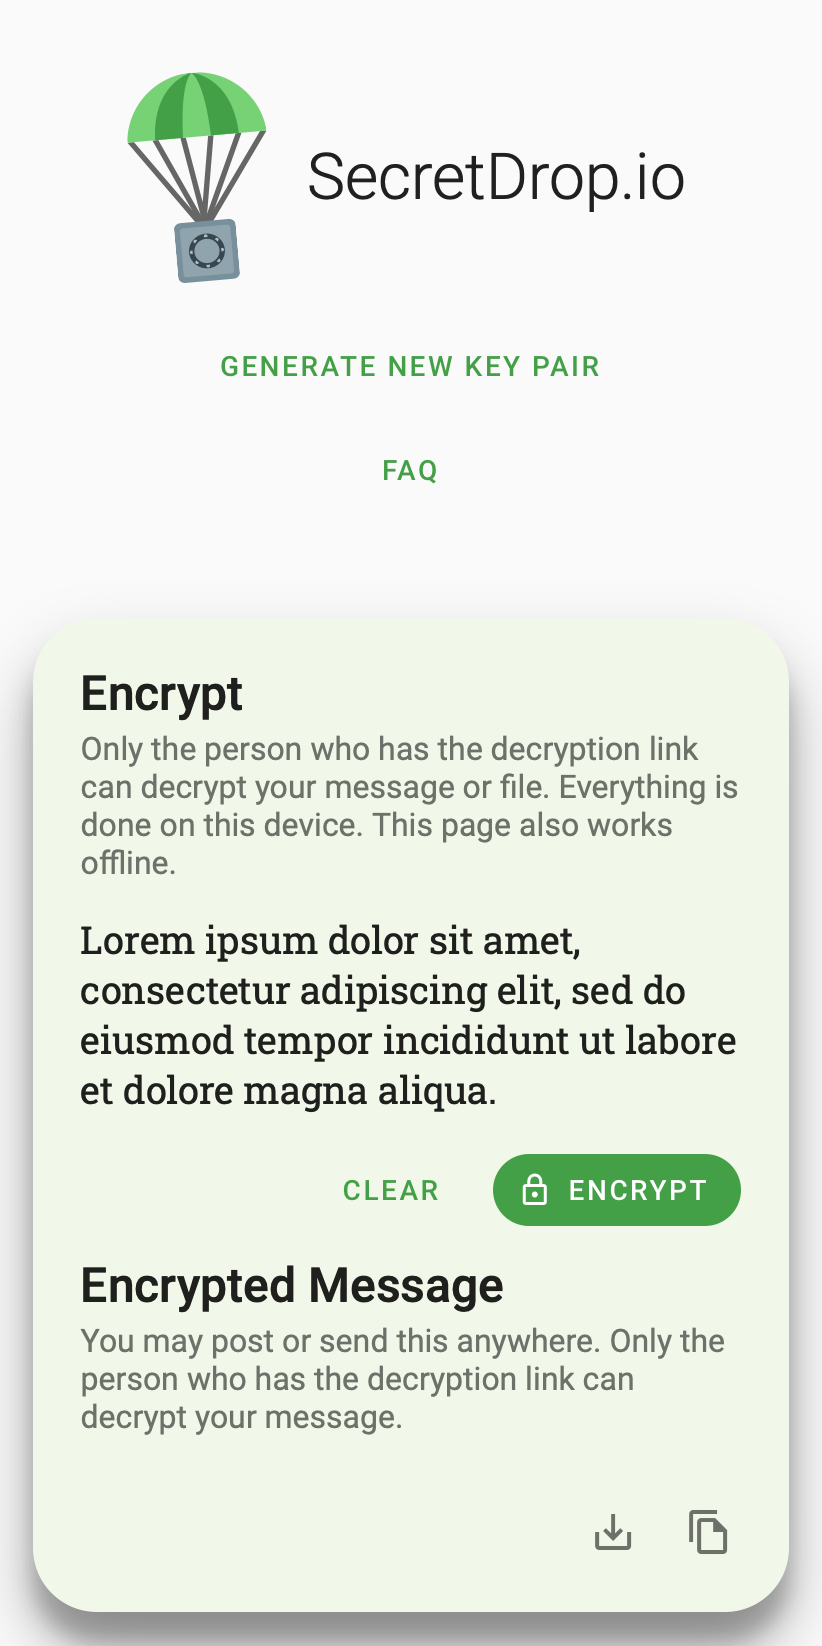 SecretDrop.io
GENERATE NEW KEY PAIR
FAQ
Encrypt
Only the person who has the decryption link
can decrypt your message or file. Everything is
done on this device. This page also works
offline.
Lorem ipsum dolor sit amet,
consectetur adipiscing elit, sed do
eiusmod tempor incididunt ut labore
et dolore magna aliqua.
CLEAR
ENCRYPT
Encrypted Message
You may post or send this anywhere. Only the
person who has the decryption link can
decrypt your message.